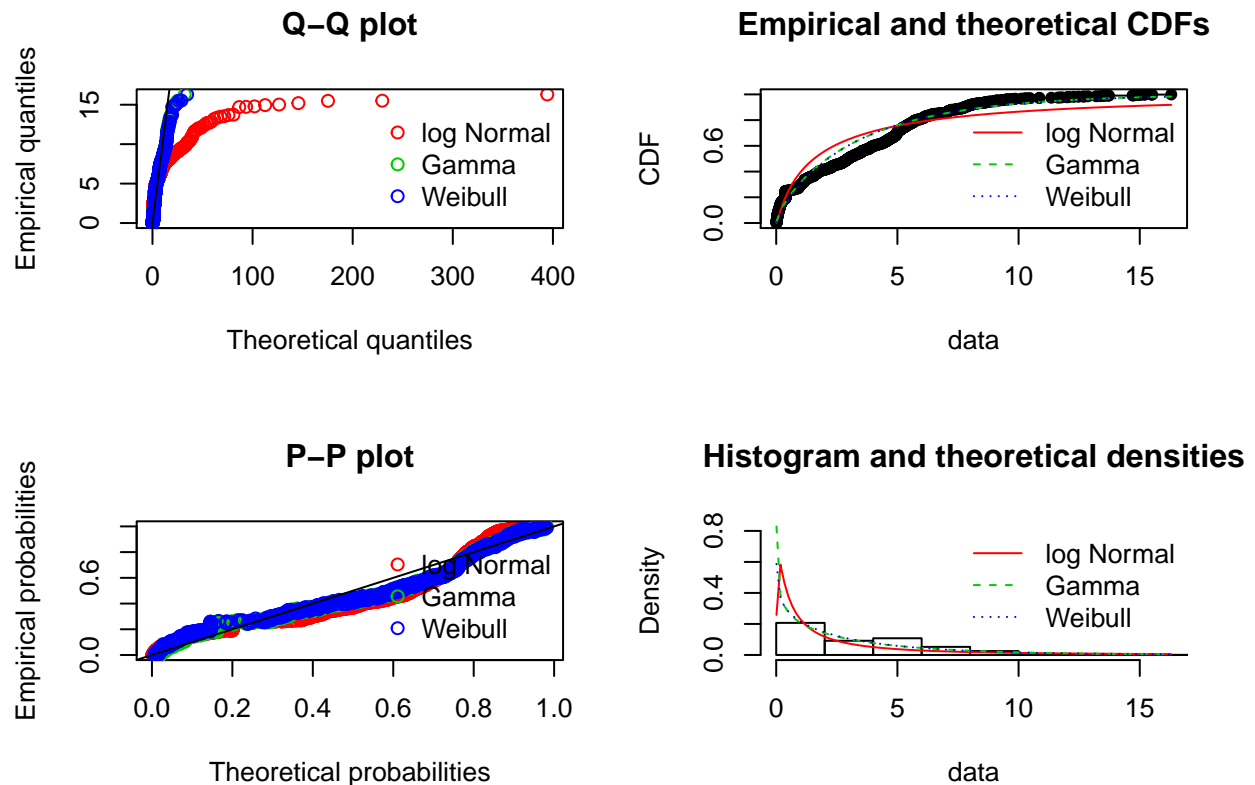 Q−Q plot
Empirical quantiles
0
5
15
log Normal
Gamma
Weibull
0
100
200
300
400
Theoretical quantiles
Empirical and theoretical CDFs
CDF
0.0
0.6
log Normal
Gamma
Weibull
0
5
10
15
data
P−P plot
Empirical probabilities
0.0
0.6
log Normal
Gamma
Weibull
0.0
0.2
0.4
0.6
0.8
1.0
Theoretical probabilities
Histogram and theoretical densities
Density
0.0
0.4
0.8
log Normal
Gamma
Weibull
0
5
10
15
data